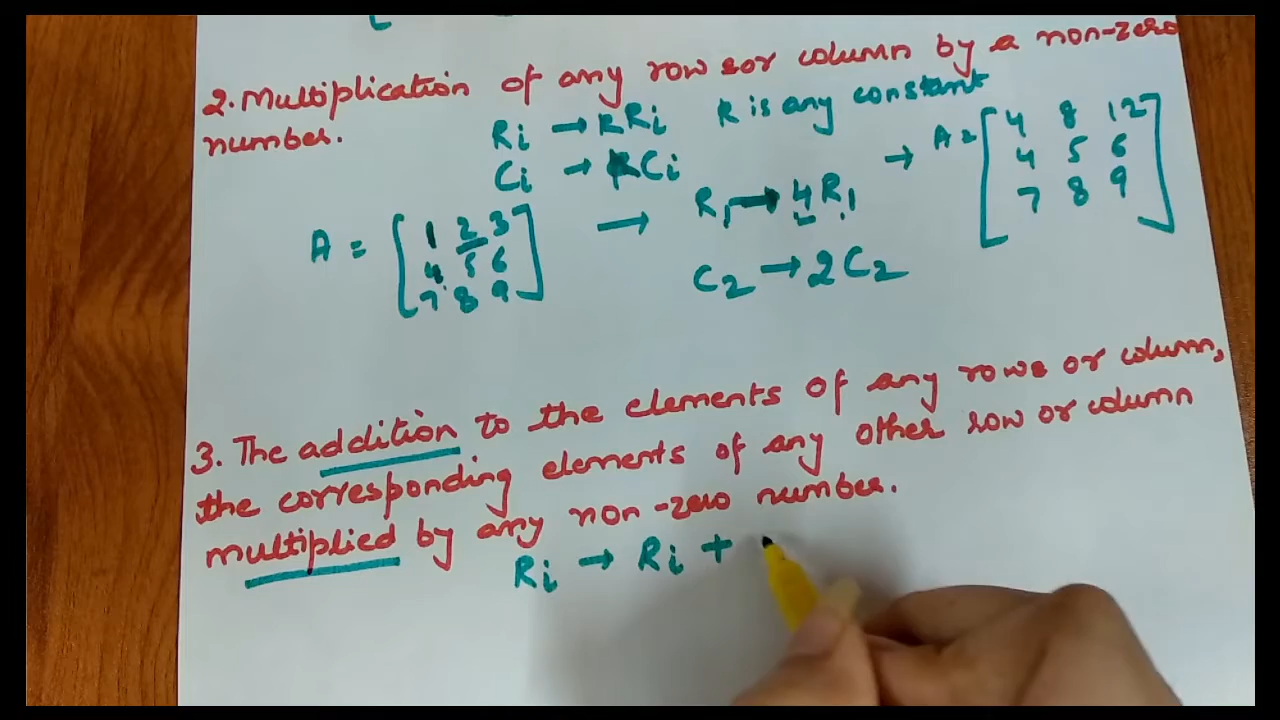 2. Multiplication of any row sor column by a non-zero
number.
Ri → kRi k is any constant
Ci → kCi
A = [1 2 3
4 5 6
7 8 9] → R1 → 4R1 → A = [4 8 12
4 5 6
7 8 9]
C2 → 2C2
3. The addition to the elements of any rows or column,
the corresponding elements of any other row or column
multiplied by any non-zero number.
Ri → Ri +